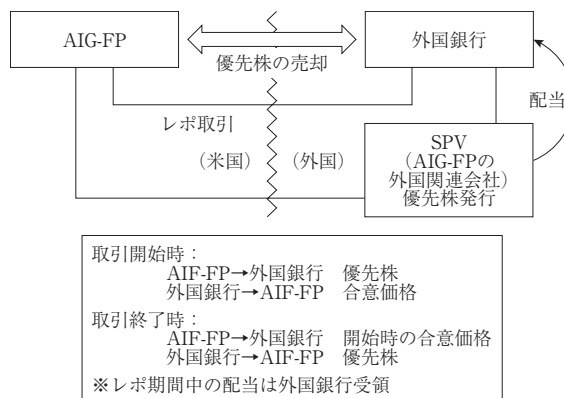 AIG-FP
外国銀行
優先株の売却
配当
レポ取引
(米国)
(外国)
SPV
(AIG-FPの
外国関連会社)
優先株発行
取引開始時：
AIF-FP→外国銀行 優先株
外国銀行→AIF-FP 合意価格
取引終了時：
AIF-FP→外国銀行 開始時の合意価格
外国銀行→AIF-FP 優先株
※レポ期間中の配当は外国銀行受領